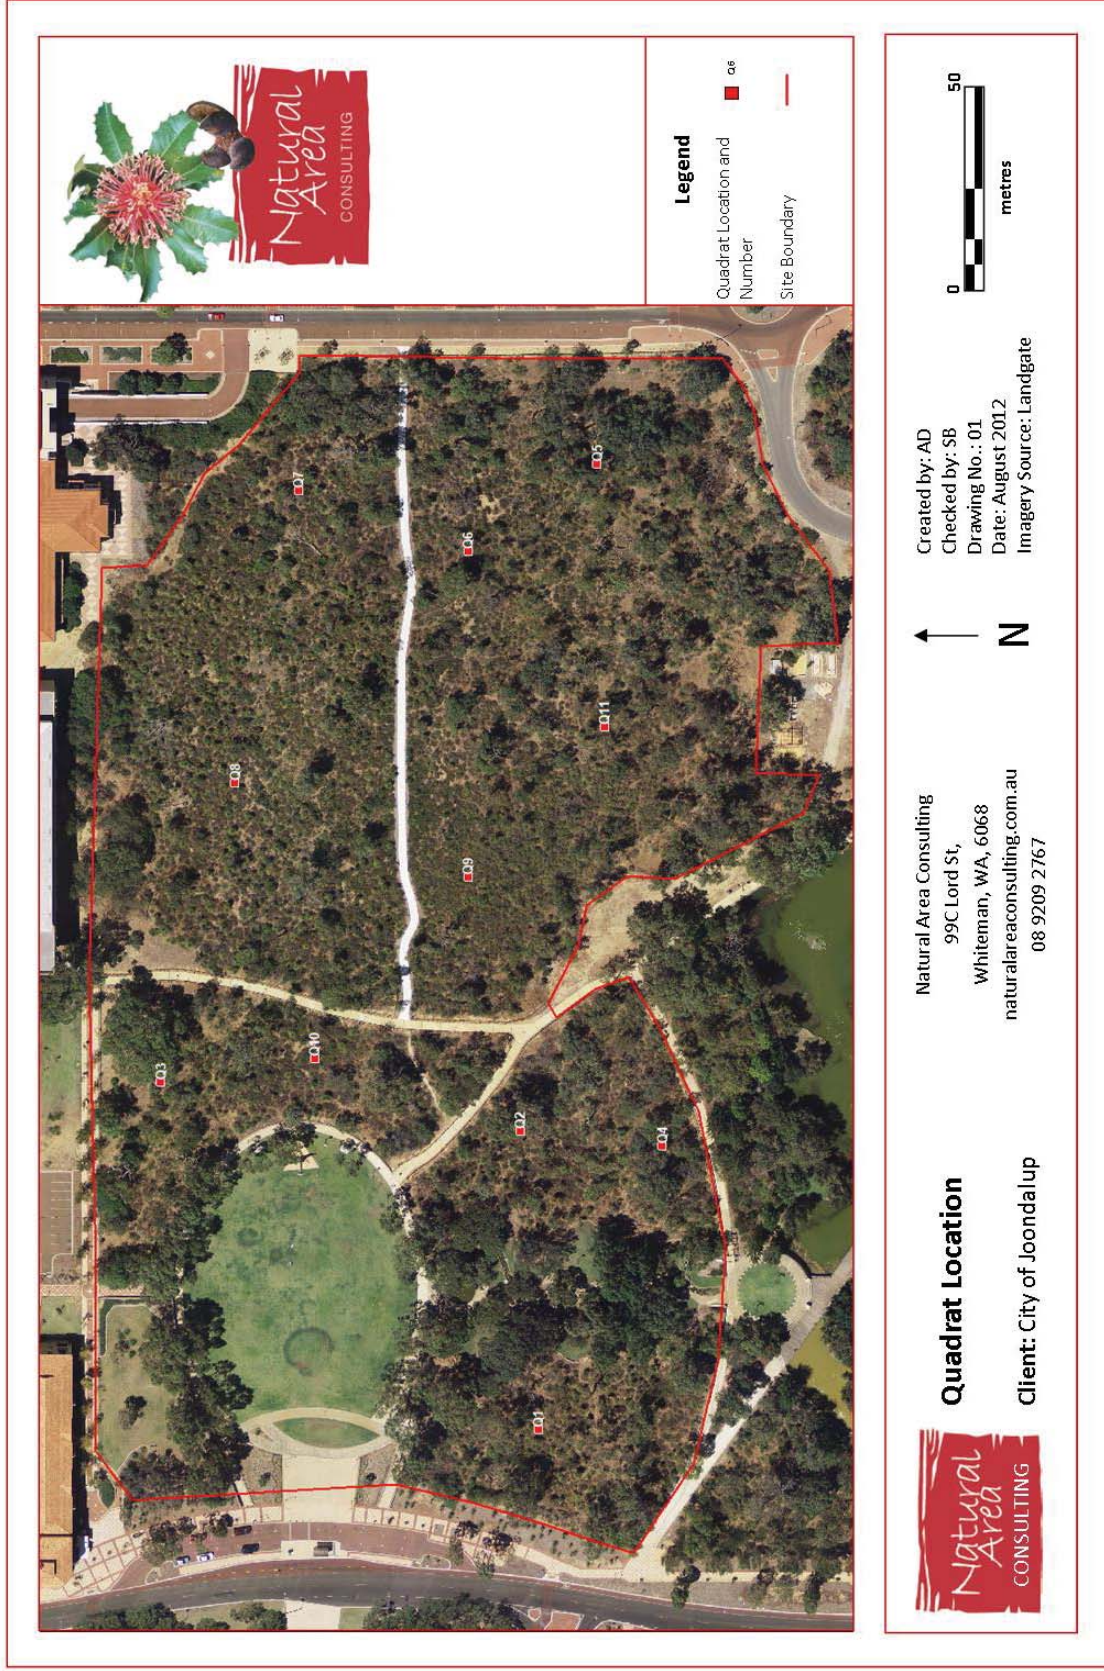 Natural
Area
CONSULTING
Legend
Quadrat Location and
Number
Q6
Site Boundary
Q1
Q2
Q3
Q4
Q5
Q6
Q7
Q8
Q9
Q10
Q11
Natural
Area
CONSULTING
Quadrat Location
Client: City of Joondalup
Natural Area Consulting
99C Lord St,
Whiteman, WA, 6068
naturalareaconsulting.com.au
08 9209 2767
N
Created by: AD
Checked by: SB
Drawing No.: 01
Date: August 2012
Imagery Source: Landgate
0
50
metres